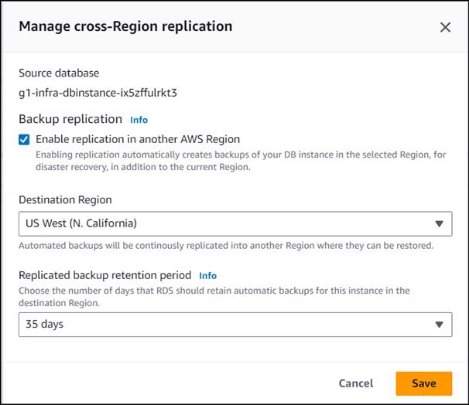 Manage cross-Region replication
Source database
g1-infra-dbinstance-ix5zffulrkt3
Backup replication Info
Enable replication in another AWS Region
Enabling replication automatically creates backups of your DB instance in the selected Region, for
disaster recovery, in addition to the current Region.
Destination Region
US West (N. California)
Automated backups will be continously replicated into another Region where they can be restored.
Replicated backup retention period Info
Choose the number of days that RDS should retain automatic backups for this instance in the
destination Region.
35 days
Cancel Save